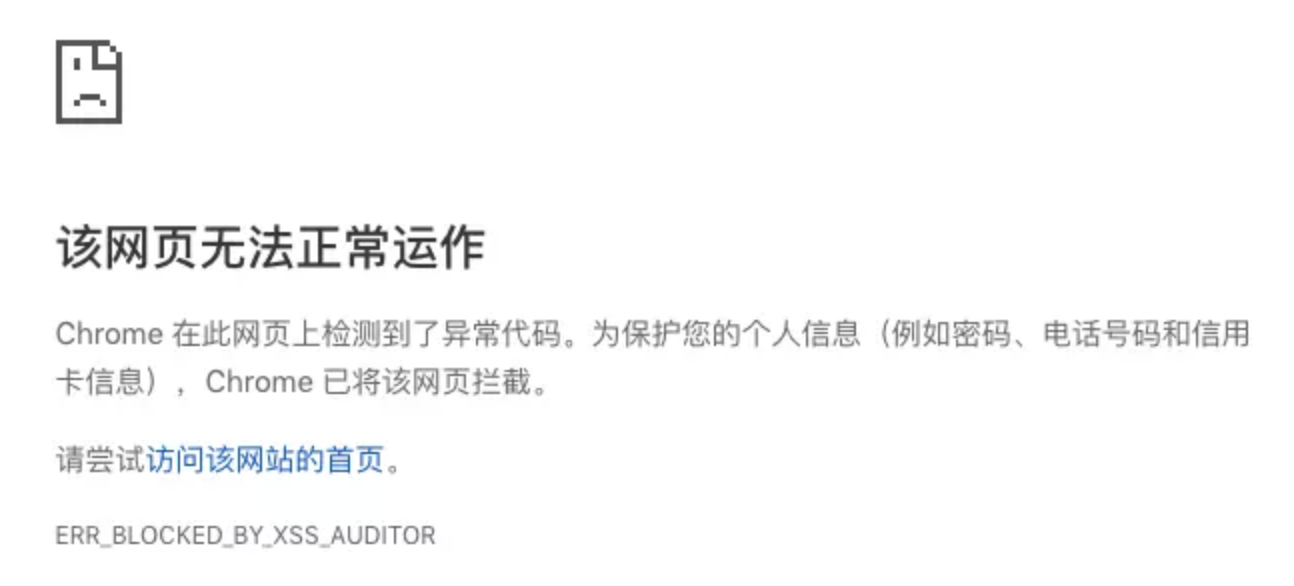 该网页无法正常运作
Chrome 在此网页上检测到了异常代码。为保护您的个人信息（例如密码、电话号码和信用
卡信息），Chrome 已将该网页拦截。
请尝试访问该网站的首页。
ERR_BLOCKED_BY_XSS_AUDITOR